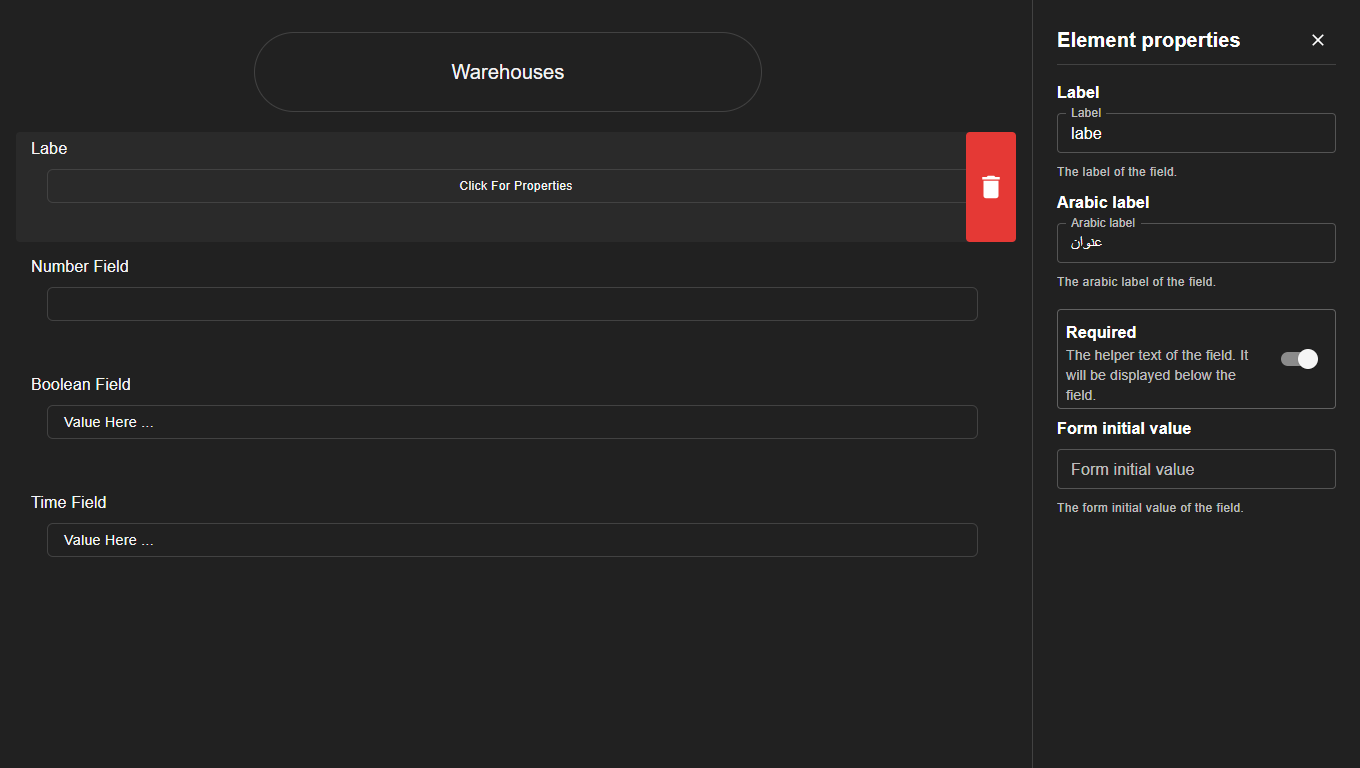 Warehouses
Labe
Click For Properties
Number Field
Boolean Field
Value Here ...
Time Field
Value Here ...
Element properties
Label
Label
labe
The label of the field.
Arabic label
Arabic label
عنوان
The arabic label of the field.
Required
The helper text of the field. It
will be displayed below the
field.
Form initial value
Form initial value
The form initial value of the field.